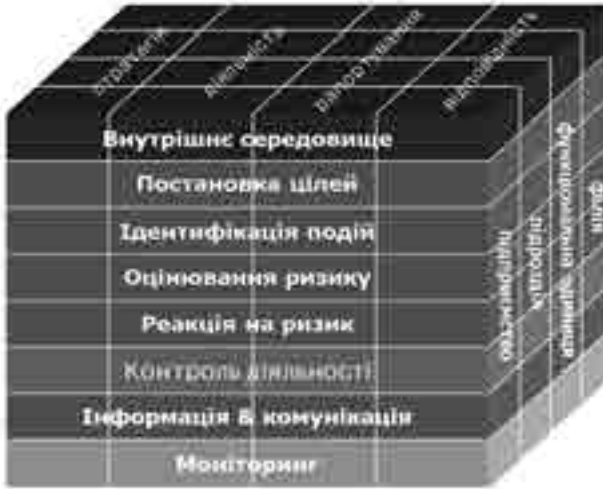 стратегія
діяльність
рапортування
відповідність
Внутрішнє середовище
Постановка цілей
Ідентифікація подій
Оцінювання ризику
Реакція на ризик
Контроль діяльності
Інформація & комунікація
Моніторинг
підприємство
підрозділ
функціональна одиниця
філія